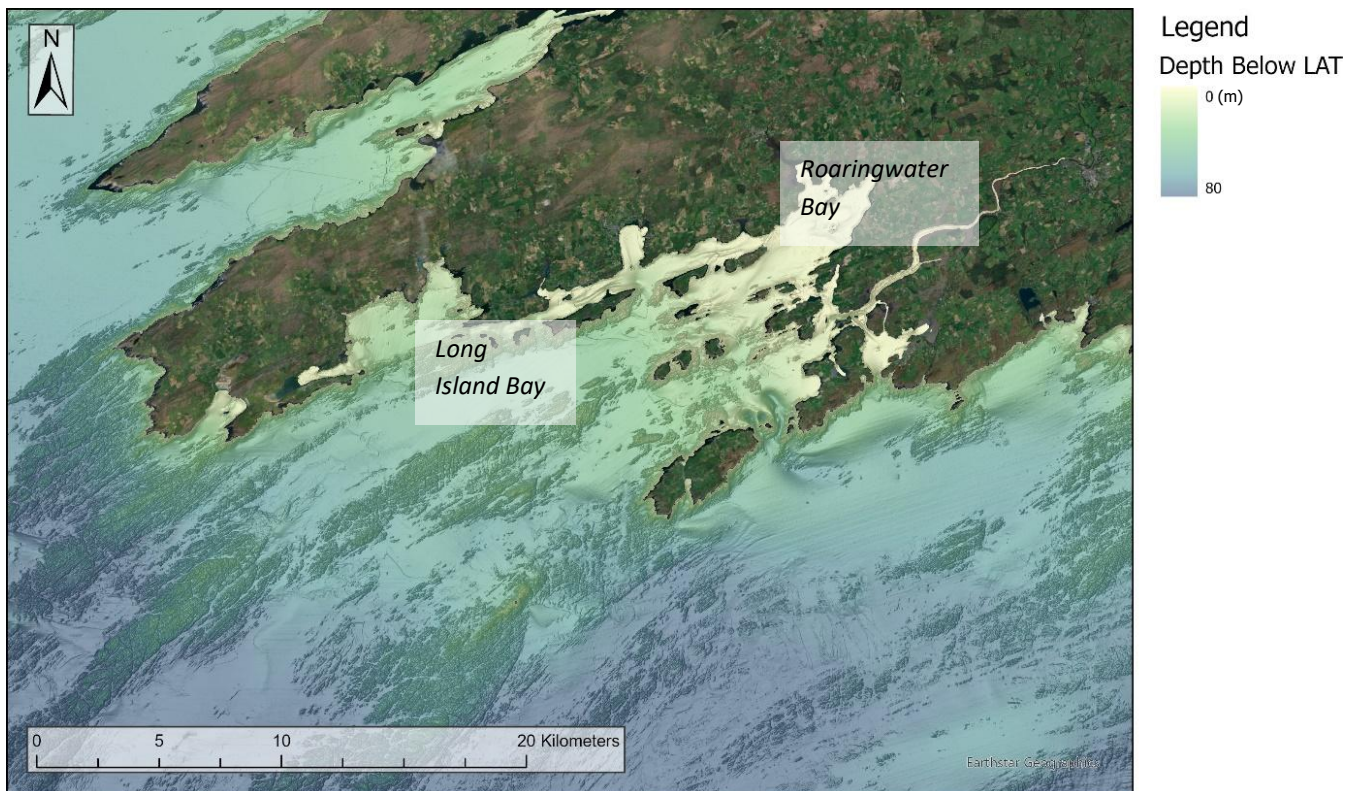 N
Legend
Depth Below LAT
0 (m)
80
Roaringwater
Bay
Long
Island Bay
0 5 10 20 Kilometers
Earthstar Geographics